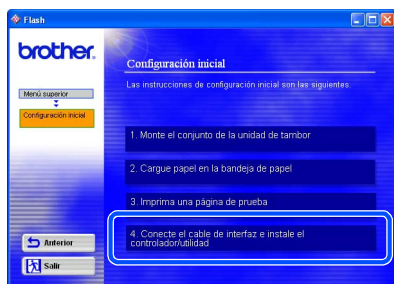 Flash
brother
Configuración inicial
Las instrucciones de configuración inicial son las siguientes.
Menú superior
Configuración inicial
1. Monte el conjunto de la unidad de tambor
2. Cargue papel en la bandeja de papel
3. Imprima una página de prueba
4. Conecte el cable de interfaz e instale el
controlador/utilidad
Anterior
Salir